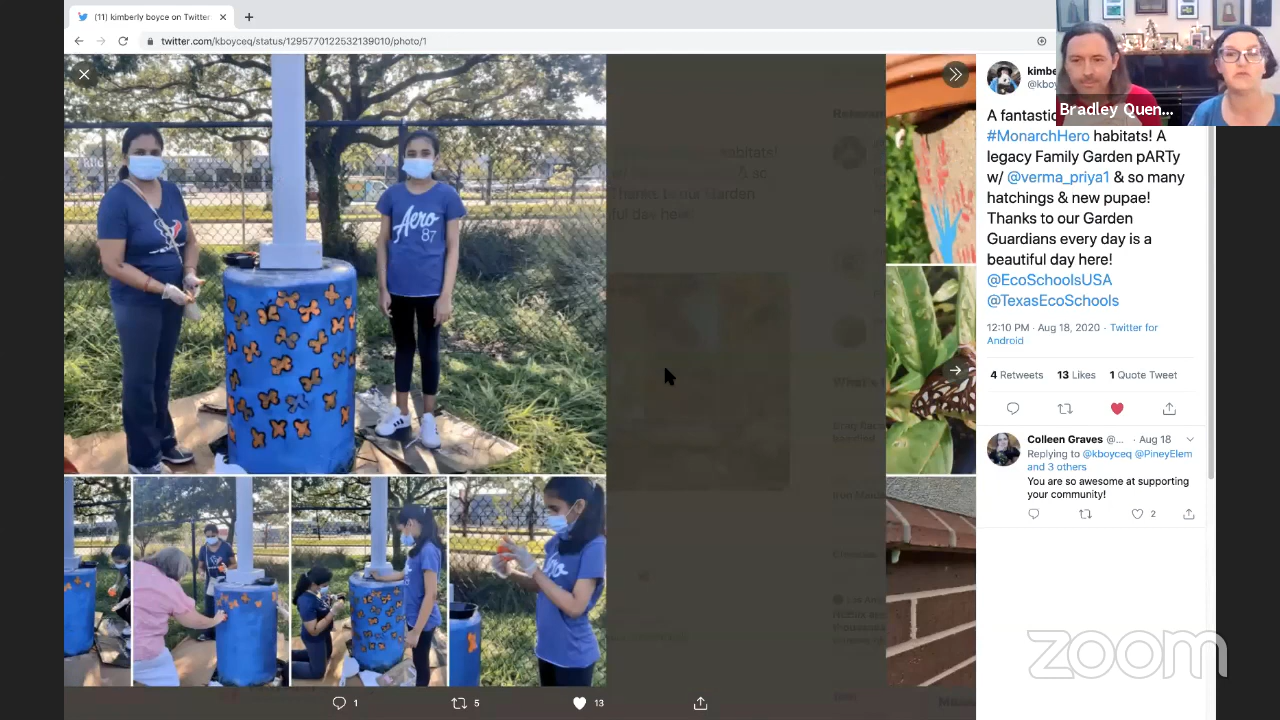 (11) kimberly boyce on Twitter
twitter.com/kboyceq/status/1295770122532139010/photo/1
Aero
87
Bradley Quen...
A fantastic
#MonarchHero habitats! A
legacy Family Garden pARTy
w/ @verma_priya1 & so many
hatchings & new pupae!
Thanks to our Garden
Guardians every day is a
beautiful day here!
@EcoSchoolsUSA
@TexasEcoSchools
12:10 PM · Aug 18, 2020 · Twitter for
Android
4 Retweets 13 Likes 1 Quote Tweet
Colleen Graves @... · Aug 18
Replying to @kboyceq @PineyElem
and 3 others
You are so awesome at supporting
your community!
2
1
5
13
zoom